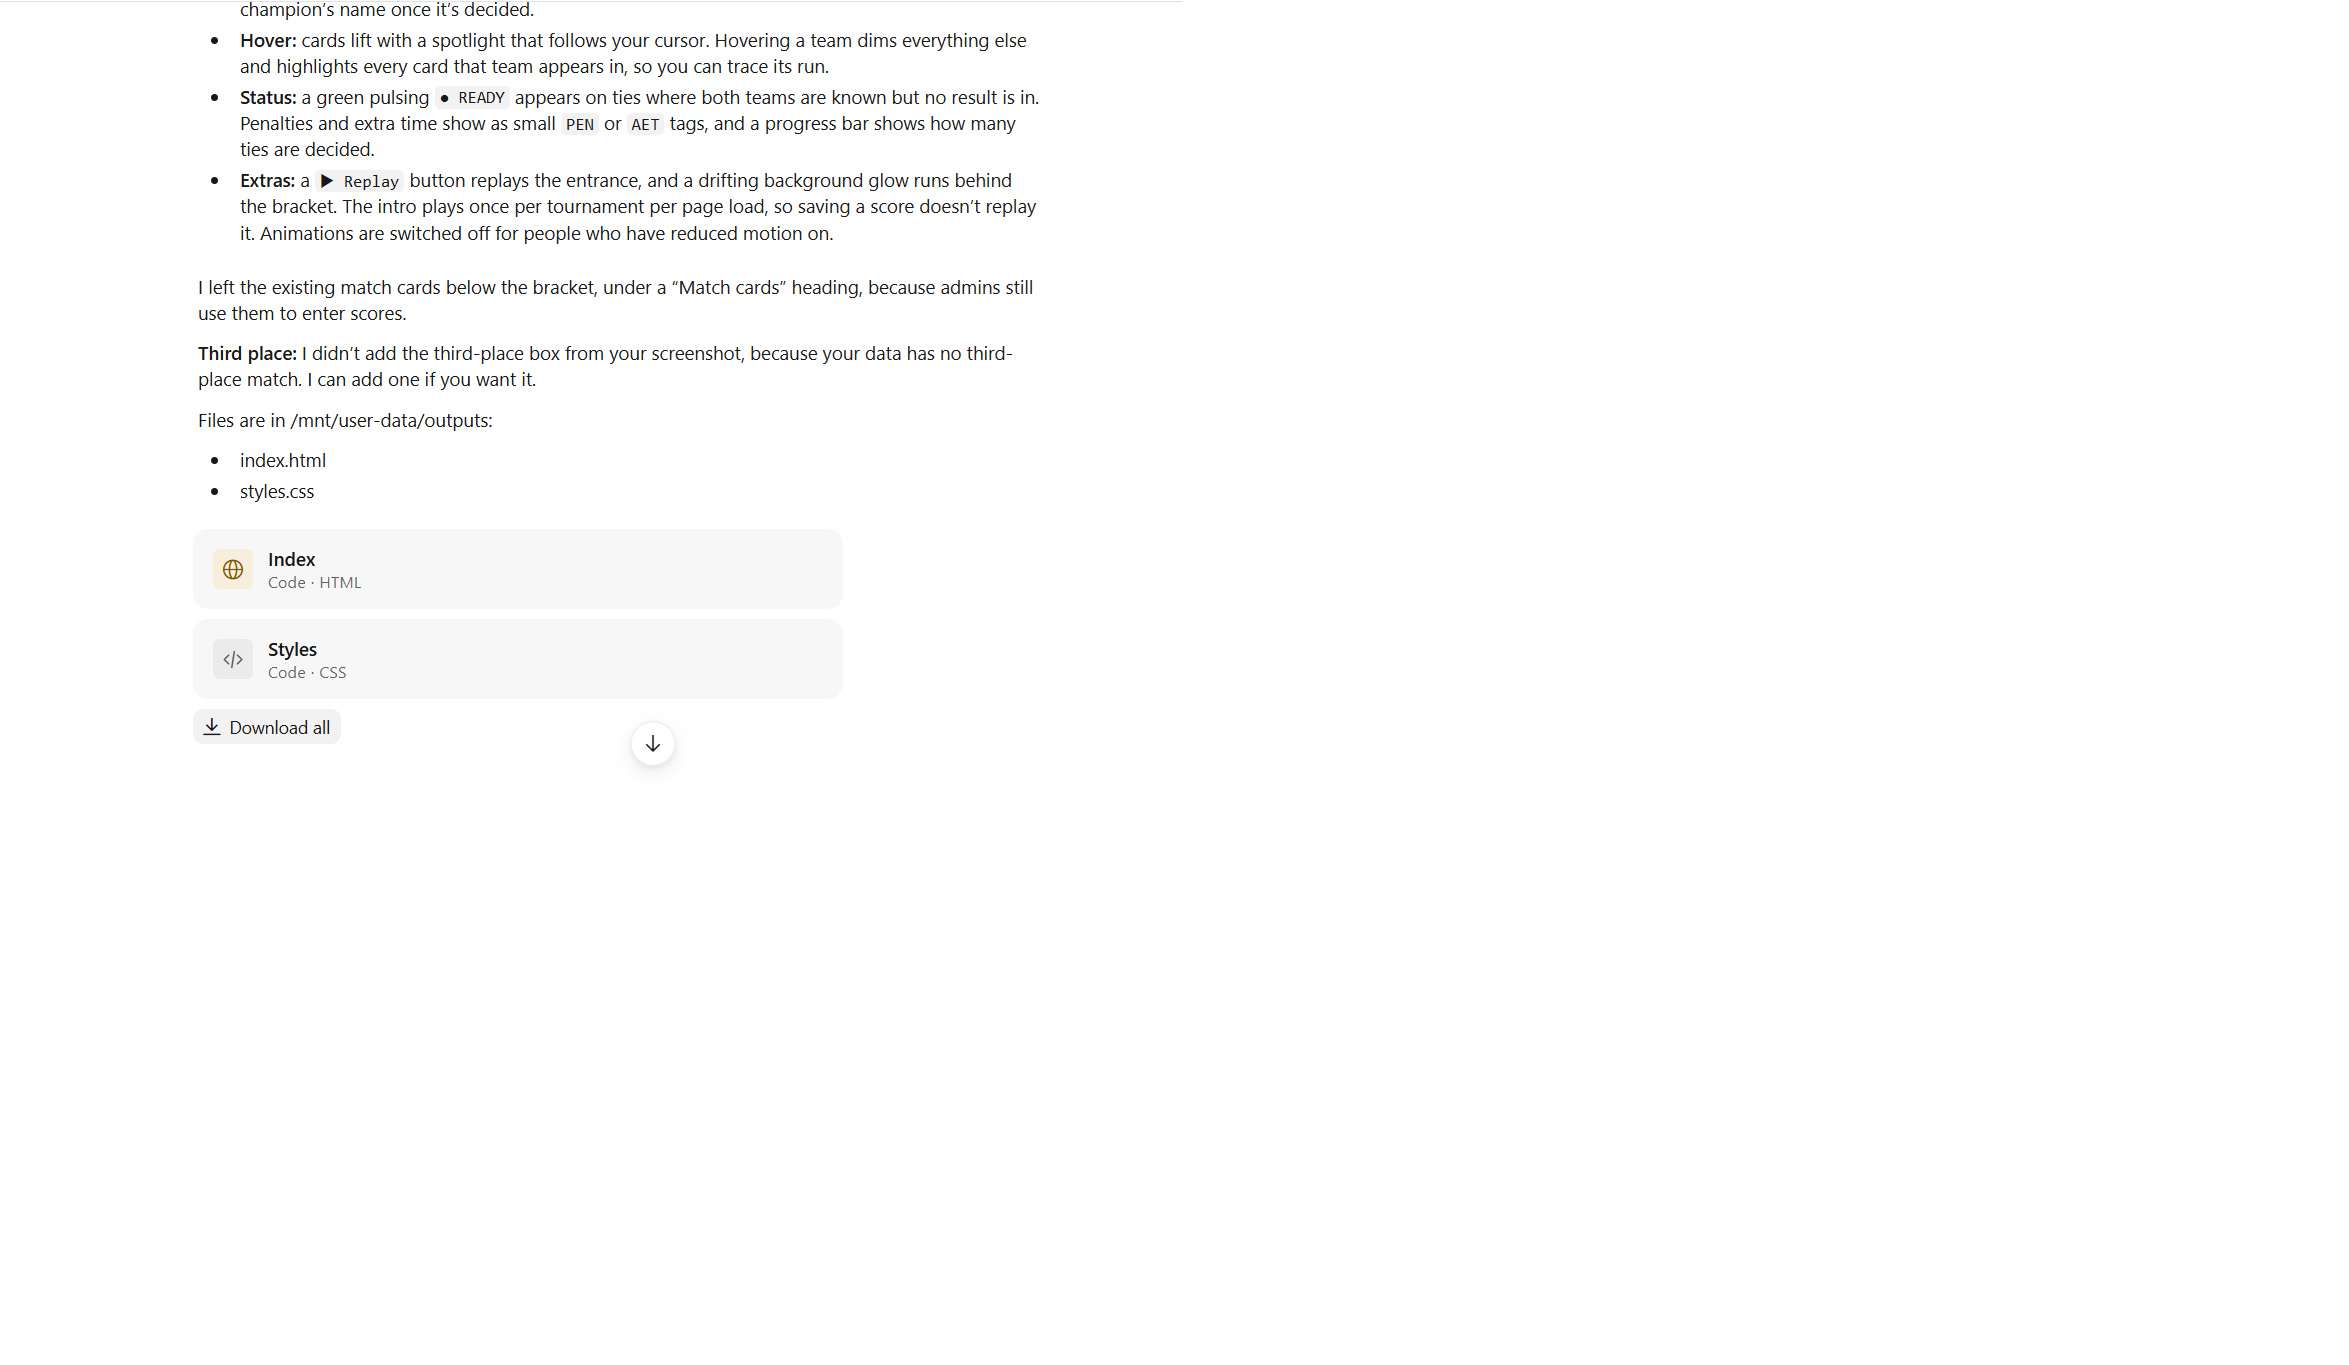 champion’s name once it’s decided.
• Hover: cards lift with a spotlight that follows your cursor. Hovering a team dims everything else
and highlights every card that team appears in, so you can trace its run.
• Status: a green pulsing ● READY appears on ties where both teams are known but no result is in.
Penalties and extra time show as small PEN or AET tags, and a progress bar shows how many
ties are decided.
• Extras: a ▶ Replay button replays the entrance, and a drifting background glow runs behind
the bracket. The intro plays once per tournament per page load, so saving a score doesn’t replay
it. Animations are switched off for people who have reduced motion on.
I left the existing match cards below the bracket, under a “Match cards” heading, because admins still
use them to enter scores.
Third place: I didn’t add the third-place box from your screenshot, because your data has no third-
place match. I can add one if you want it.
Files are in /mnt/user-data/outputs:
• index.html
• styles.css
Index
Code · HTML
</> Styles
Code · CSS
Download all